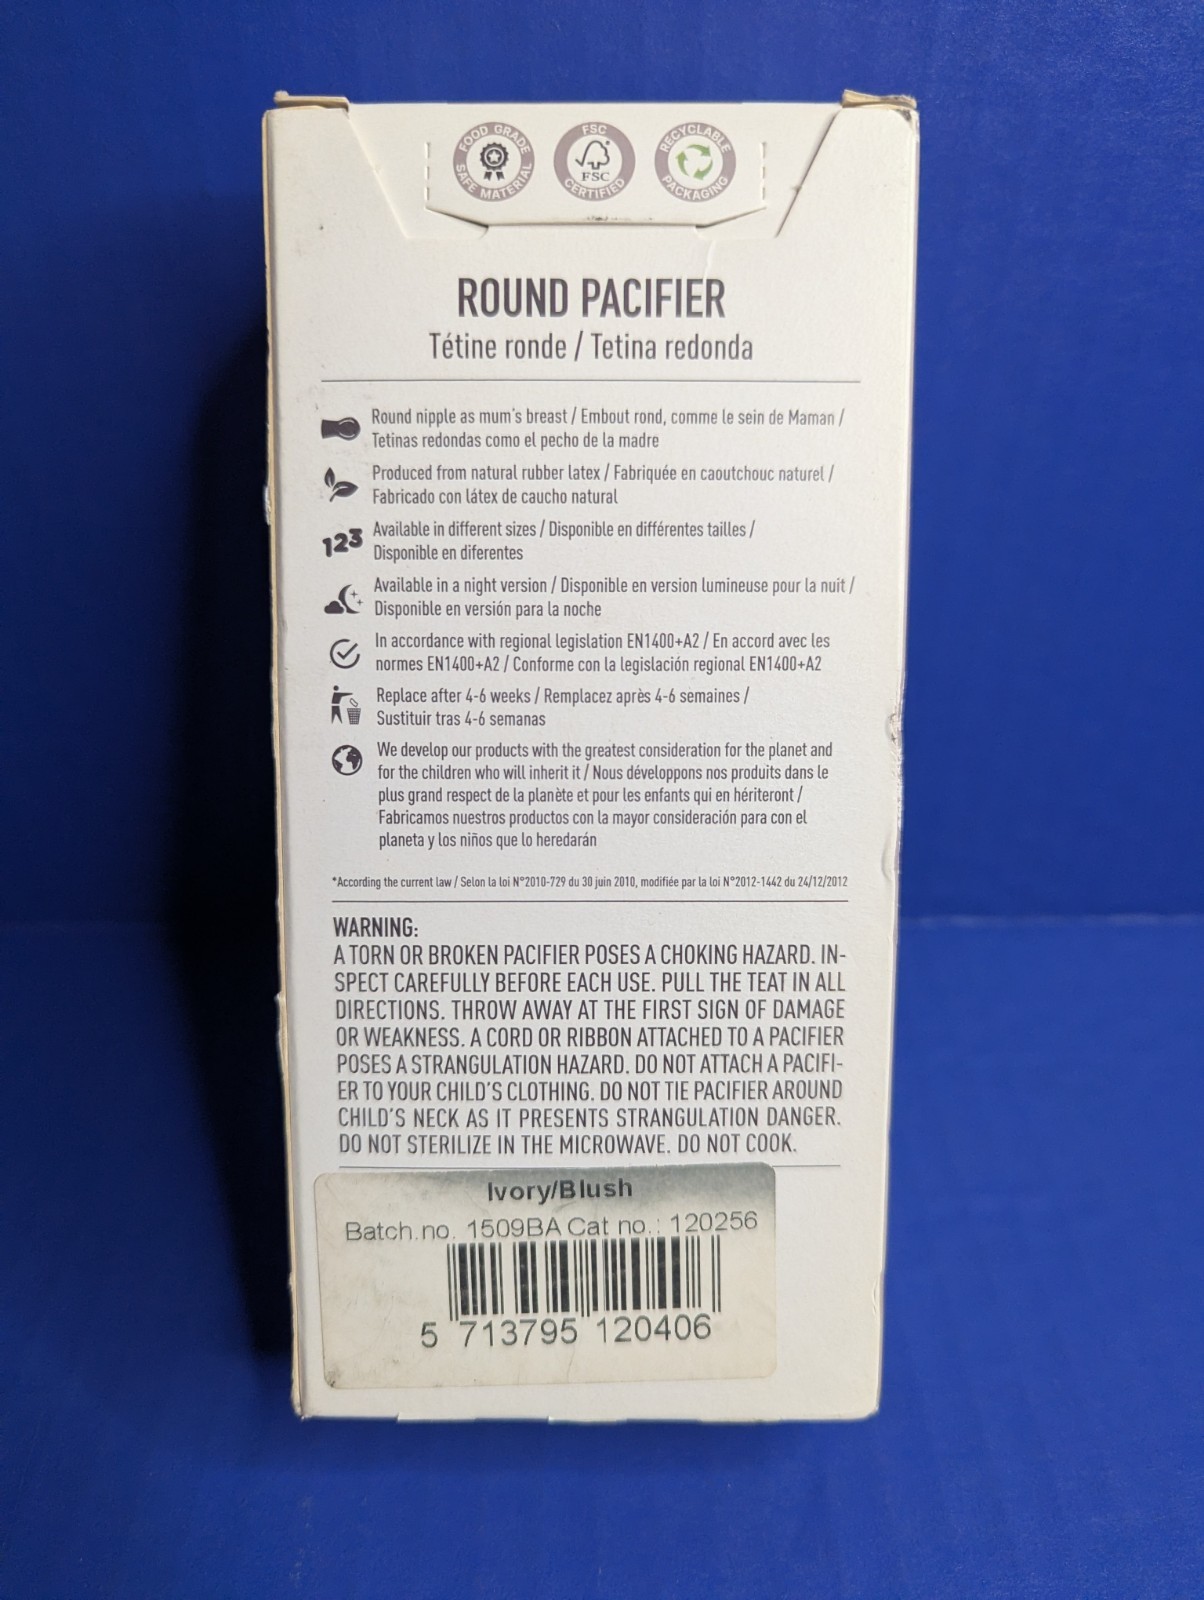 FOOD GRADE
SAFE MATERIAL
FSC
FSC
CERTIFIED
RECYCLABLE
PACKAGING
ROUND PACIFIER
Tétine ronde / Tetina redonda
Round nipple as mum's breast / Embout rond, comme le sein de Maman /
Tetinas redondas como el pecho de la madre
Produced from natural rubber latex / Fabriquée en caoutchouc naturel /
Fabricado con látex de caucho natural
123
Available in different sizes / Disponible en différentes tailles /
Disponible en diferentes
Available in a night version / Disponible en version lumineuse pour la nuit /
Disponible en versión para la noche
In accordance with regional legislation EN1400+A2 / En accord avec les
normes EN1400+A2 / Conforme con la legislación regional EN1400+A2
Replace after 4-6 weeks / Remplacez après 4-6 semaines /
Sustituir tras 4-6 semanas
We develop our products with the greatest consideration for the planet and
for the children who will inherit it / Nous développons nos produits dans le
plus grand respect de la planète et pour les enfants qui en hériteront /
Fabricamos nuestros productos con la mayor consideración para con el
planeta y los niños que lo heredarán
*According the current law / Selon la loi N°2010-729 du 30 juin 2010, modifiée par la loi N°2012-1442 du 24/12/2012
WARNING:
A TORN OR BROKEN PACIFIER POSES A CHOKING HAZARD. IN-
SPECT CAREFULLY BEFORE EACH USE. PULL THE TEAT IN ALL
DIRECTIONS. THROW AWAY AT THE FIRST SIGN OF DAMAGE
OR WEAKNESS. A CORD OR RIBBON ATTACHED TO A PACIFIER
POSES A STRANGULATION HAZARD. DO NOT ATTACH A PACIFI-
ER TO YOUR CHILD'S CLOTHING. DO NOT TIE PACIFIER AROUND
CHILD'S NECK AS IT PRESENTS STRANGULATION DANGER.
DO NOT STERILIZE IN THE MICROWAVE. DO NOT COOK.
Ivory/Blush
Batch.no. 1509BA Cat no.: 120256
5 713795 120406